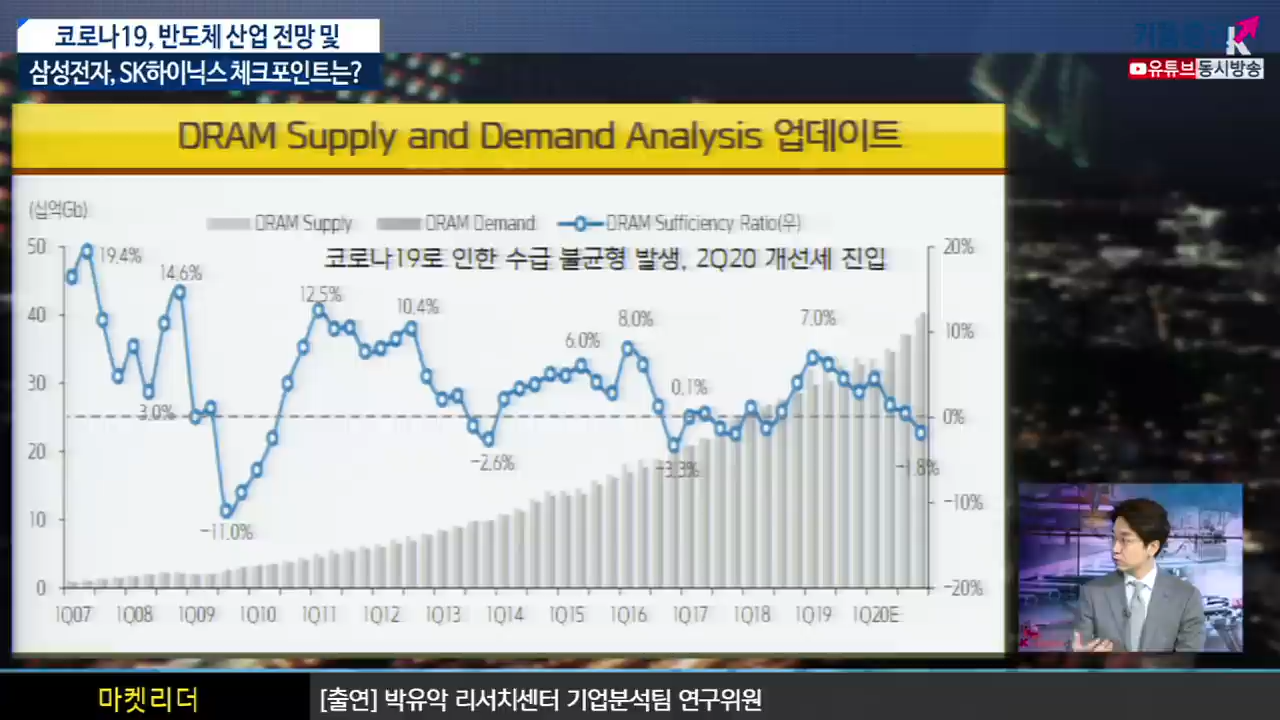 코로나19, 반도체 산업 전망 및
삼성전자, SK하이닉스 체크포인트는?
K
유튜브 동시방송
DRAM Supply and Demand Analysis 업데이트
(십억Gb)
DRAM Supply DRAM Demand DRAM Sufficiency Ratio(우)
코로나19로 인한 수급 불균형 발생, 2Q20 개선세 진입
50
40
30
20
10
0
20%
10%
0%
-10%
-20%
19.4%
14.6%
3.0%
-11.0%
12.5%
10.4%
-2.6%
6.0%
8.0%
-3.3%
0.1%
7.0%
-1.8%
1Q07 1Q08 1Q09 1Q10 1Q11 1Q12 1Q13 1Q14 1Q15 1Q16 1Q17 1Q18 1Q19 1Q20E
마켓리더
[출연] 박유악 리서치센터 기업분석팀 연구위원